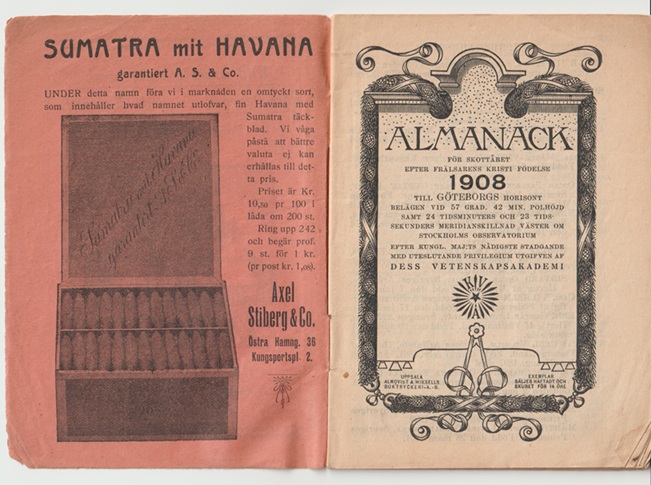 SUMATRA mit HAVANA
garantiert A. S. & Co.
UNDER detta namn föra vi i marknaden en omtyckt sort,
som innehåller hvad namnet utlofvar, fin Havana med
Sumatra täck-
blad. Vi våga
påstå att bättre
valuta ej kan
erhållas till det-
ta pris.
Priset är Kr.
10,50 pr 100 i
låda om 200 st.
Ring upp 242
och begär prof.
9 st. för 1 kr.
(pr post kr. 1,05).
Axel
Stiberg & Co.
Östra Hamng. 36
Kungsportspl. 2.
Sumatra mit Havana
garantiert A. S. & Co.
ALMANACK
FÖR SKOTTÅRET
EFTER FRÄLSARENS KRISTI FÖDELSE
1908
TILL GÖTEBORGS HORISONT
BELÄGEN VID 57 GRAD. 42 MIN. POLHÖJD
SAMT 24 TIDSMINUTERS OCH 23 TIDS-
SEKUNDERS MERIDIANSKILLNAD VÄSTER OM
STOCKHOLMS OBSERVATORIUM
EFTER KUNGL. MAJ:TS NÅDIGSTE STADGANDE
MED UTESLUTANDE PRIVILEGIUM UTGIFVEN AF
DESS VETENSKAPSAKADEMI
UPPSALA
ALMQVIST & WIKSELLS
BOKTRYCKERI-A.-B.
EXEMPLAR
SÄLJES HÄFTADT OCH
SKURET FÖR 14 ÖRE